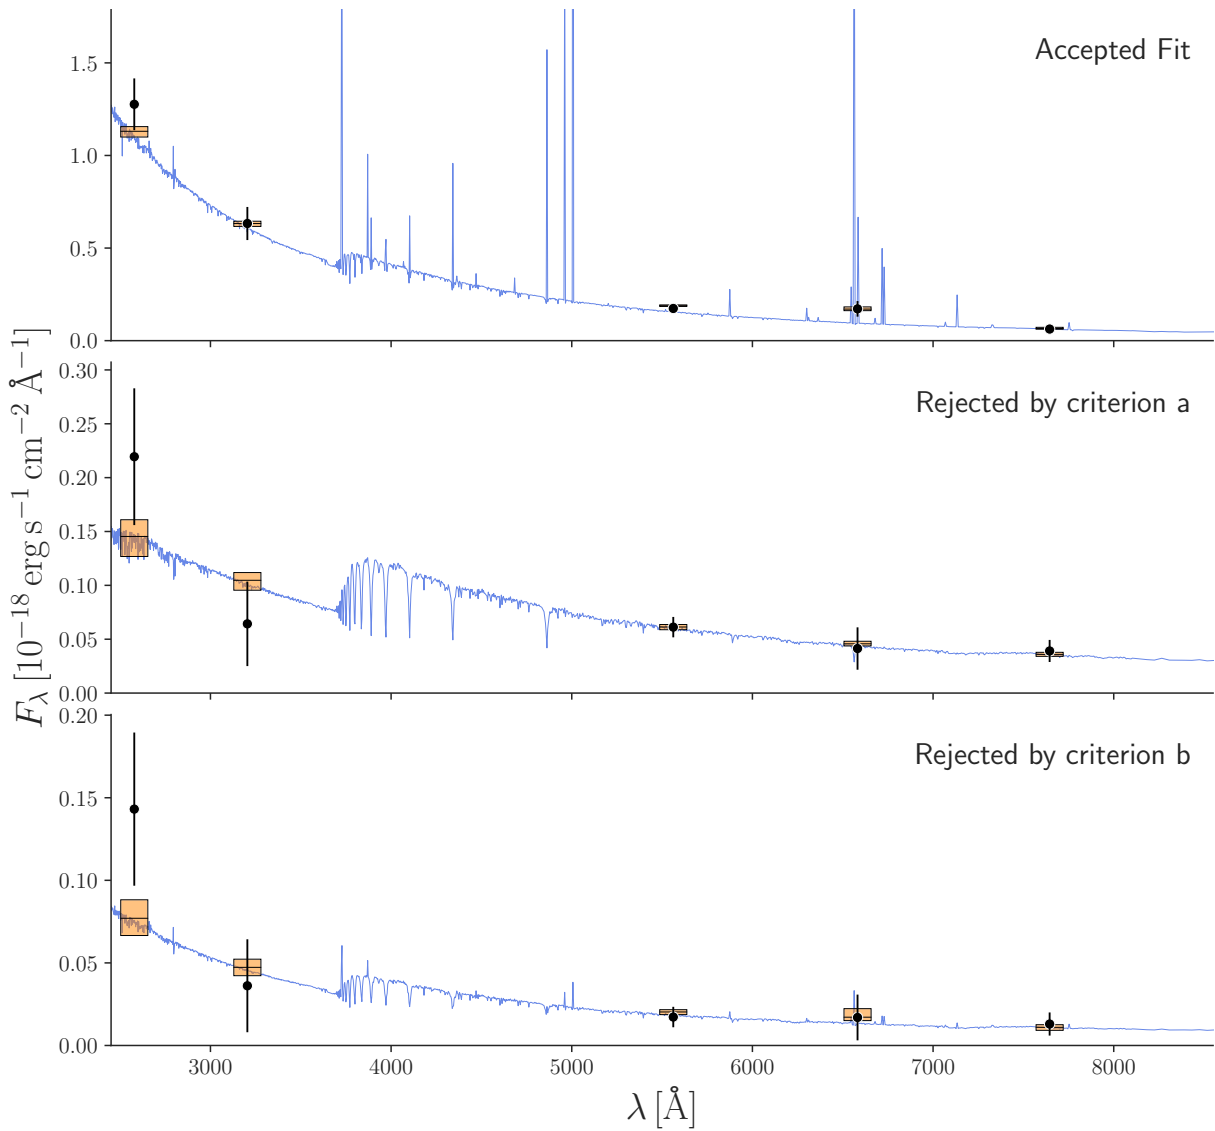 Accepted Fit
1.5
1.0
0.5
0.0
Rejected by criterion a
0.30
0.25
0.20
0.15
0.10
0.05
0.00
Rejected by criterion b
0.20
0.15
0.10
0.05
0.00
3000 4000 5000 6000 7000 8000
F_λ [10⁻¹⁸ erg s⁻¹ cm⁻² Å⁻¹]
λ [Å]